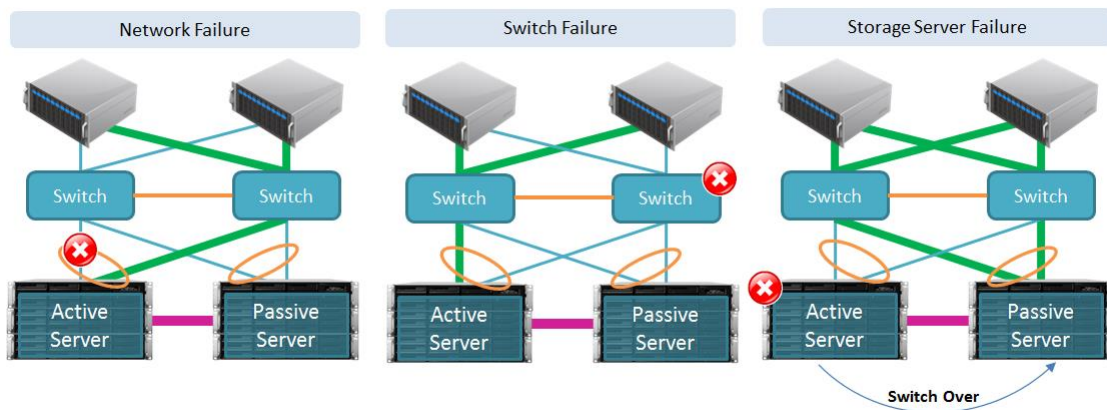 Network Failure
Switch Failure
Storage Server Failure
Switch
Switch
Switch
Switch
Switch
Switch
Active
Server
Passive
Server
Active
Server
Passive
Server
Active
Server
Passive
Server
Switch Over